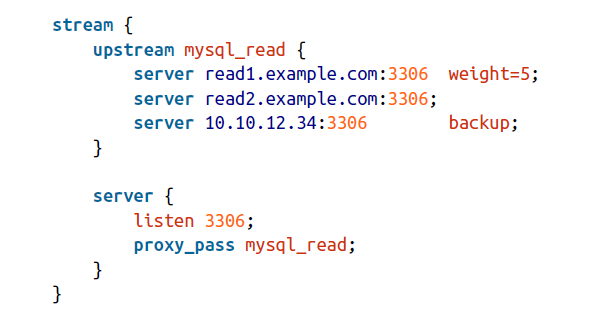 stream {
    upstream mysql_read {
        server read1.example.com:3306  weight=5;
        server read2.example.com:3306;
        server 10.10.12.34:3306        backup;
    }

    server {
        listen 3306;
        proxy_pass mysql_read;
    }
}